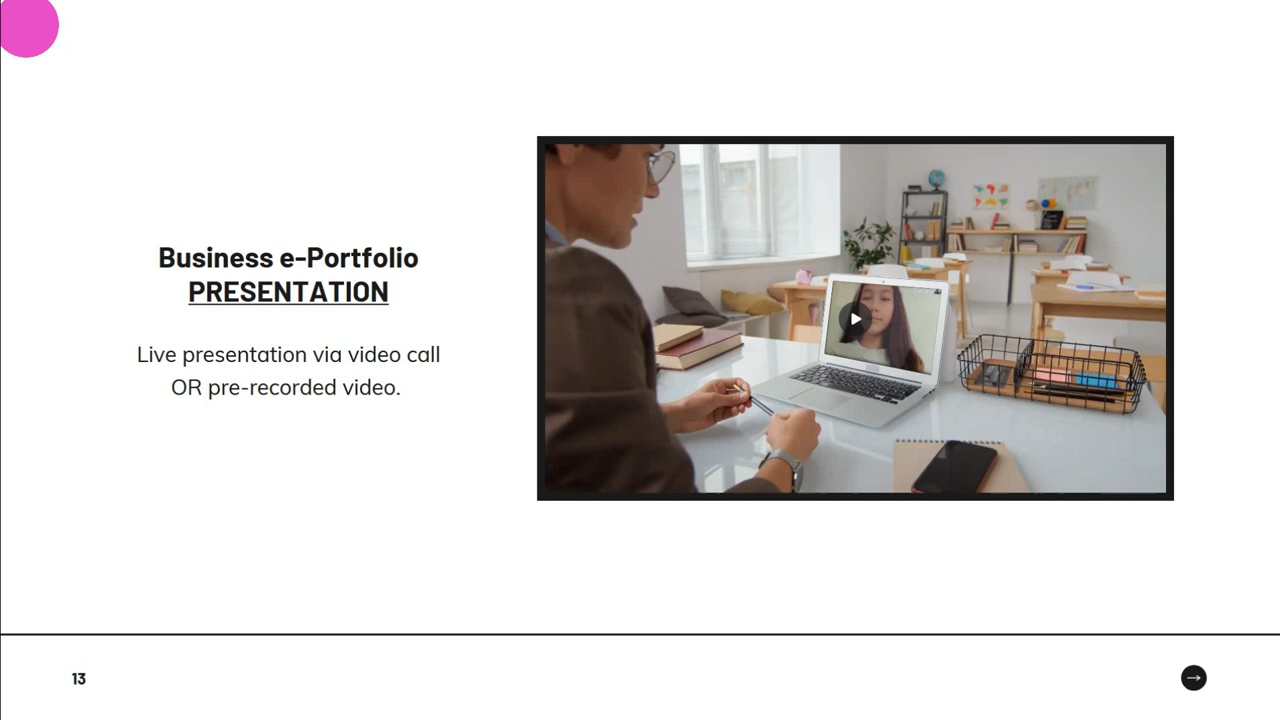 Business e-Portfolio
PRESENTATION
Live presentation via video call
OR pre-recorded video.
13